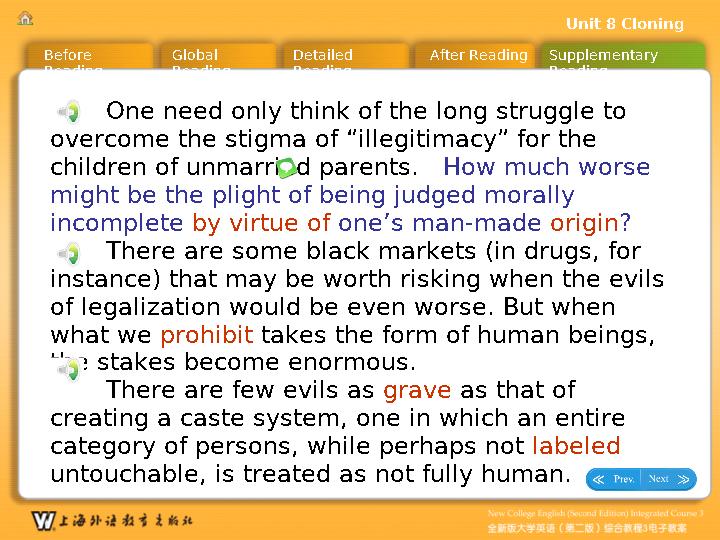 Unit 8 Cloning
Before Reading
Global Reading
Detailed Reading
After Reading
Supplementary Reading
One need only think of the long struggle to
overcome the stigma of “illegitimacy” for the
children of unmarried parents. How much worse
might be the plight of being judged morally
incomplete by virtue of one’s man-made origin?
There are some black markets (in drugs, for
instance) that may be worth risking when the evils
of legalization would be even worse. But when
what we prohibit takes the form of human beings,
the stakes become enormous.
There are few evils as grave as that of
creating a caste system, one in which an entire
category of persons, while perhaps not labeled
untouchable, is treated as not fully human.
Prev. Next
上海外语教育出版社
New College English (Second Edition) Integrated Course 3
全新版大学英语（第二版）综合教程3电子教案